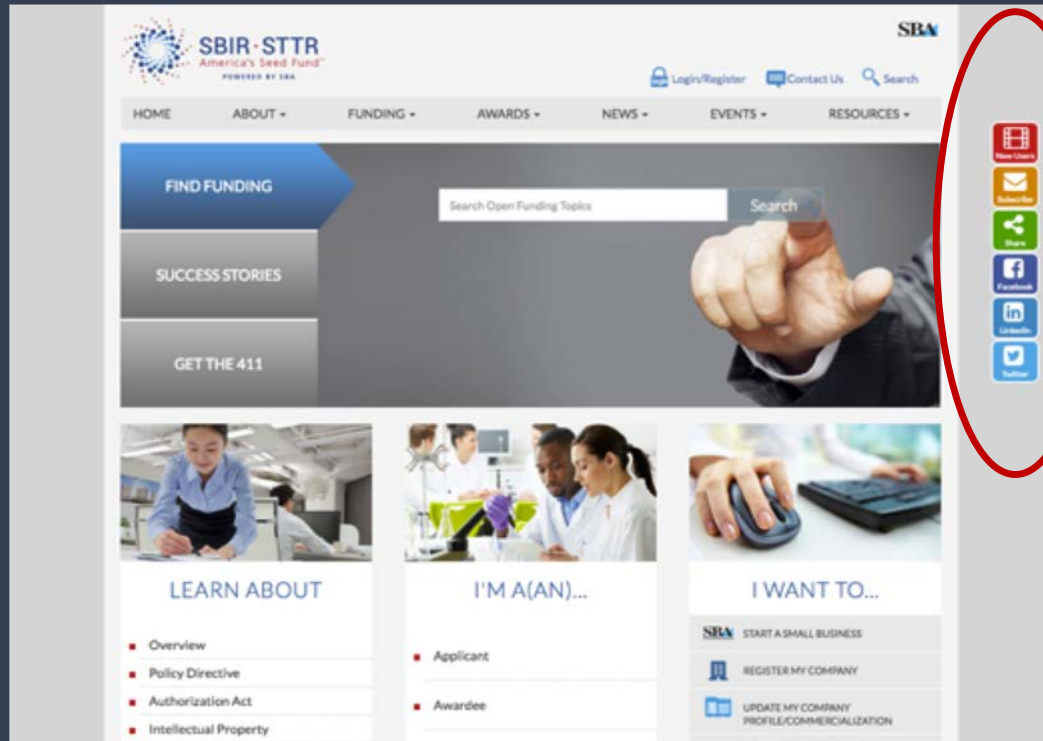 SBA
SBIR·STTR
America's Seed Fund™
POWERED BY SBA
Login/Register Contact Us Search
HOME ABOUT FUNDING AWARDS NEWS EVENTS RESOURCES
FIND FUNDING
Search Open Funding Topics Search
SUCCESS STORIES
GET THE 411
New Users
Subscribe
Share
Facebook
LinkedIn
Twitter
LEARN ABOUT
Overview
Policy Directive
Authorization Act
Intellectual Property
I'M A(AN)...
Applicant
Awardee
I WANT TO...
SBA START A SMALL BUSINESS
REGISTER MY COMPANY
UPDATE MY COMPANY
PROFILE/COMMERCIALIZATION